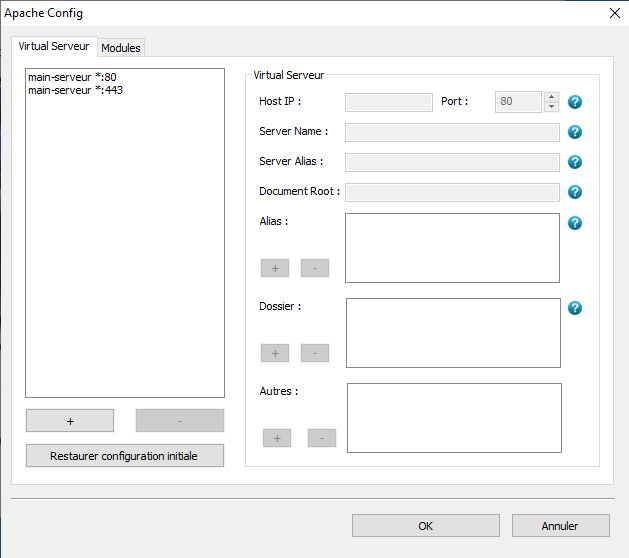 Apache Config
Virtual Serveur
Modules
main-serveur *:80
main-serveur *:443
+
-
Restaurer configuration initiale
Virtual Serveur
Host IP :
Port :
80
?
Server Name :
?
Server Alias :
?
Document Root :
?
Alias :
?
+
-
Dossier :
?
+
-
Autres :
+
-
OK
Annuler